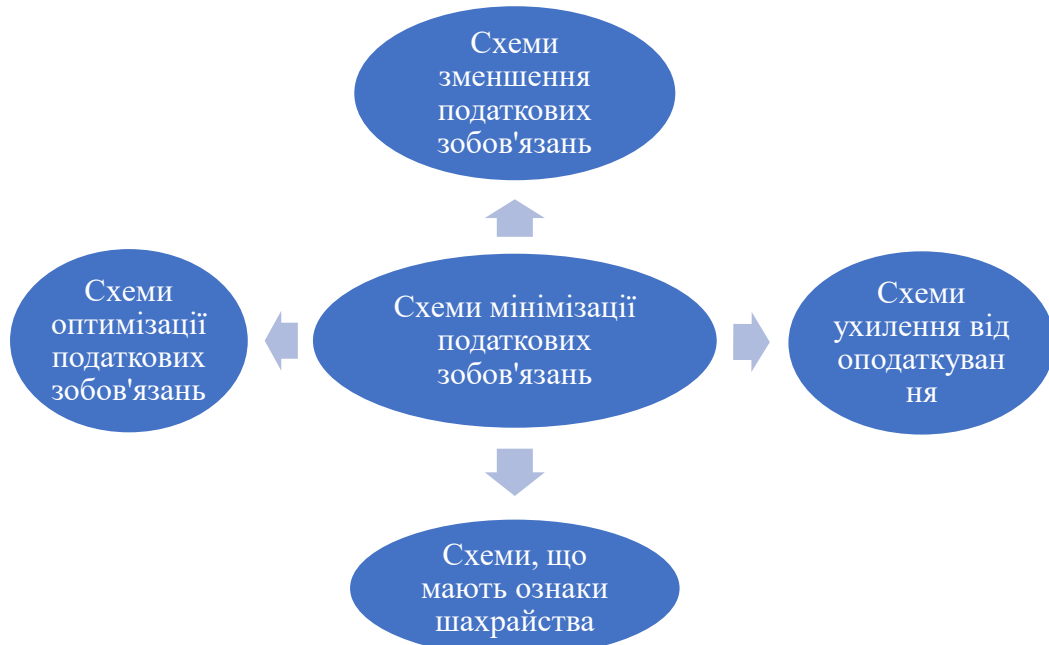 Схеми
зменшення
податкових
зобов'язань
Схеми
оптимізації
податкових
зобов'язань
Схеми мінімізації
податкових
зобов'язань
Схеми
ухилення від
оподаткуван
ня
Схеми, що
мають ознаки
шахрайства